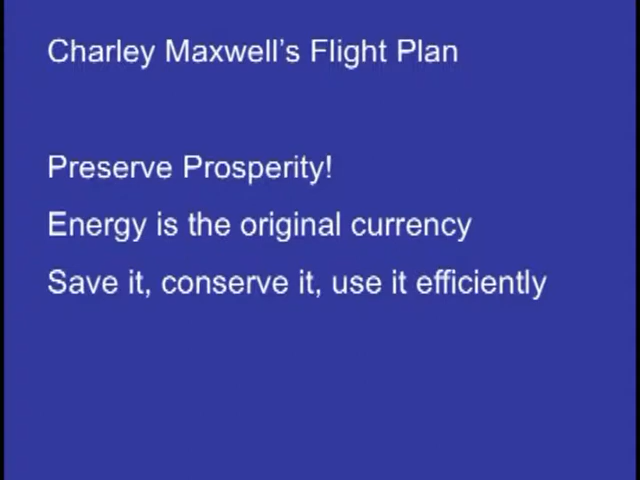 Charley Maxwell’s Flight Plan
Preserve Prosperity!
Energy is the original currency
Save it, conserve it, use it efficiently